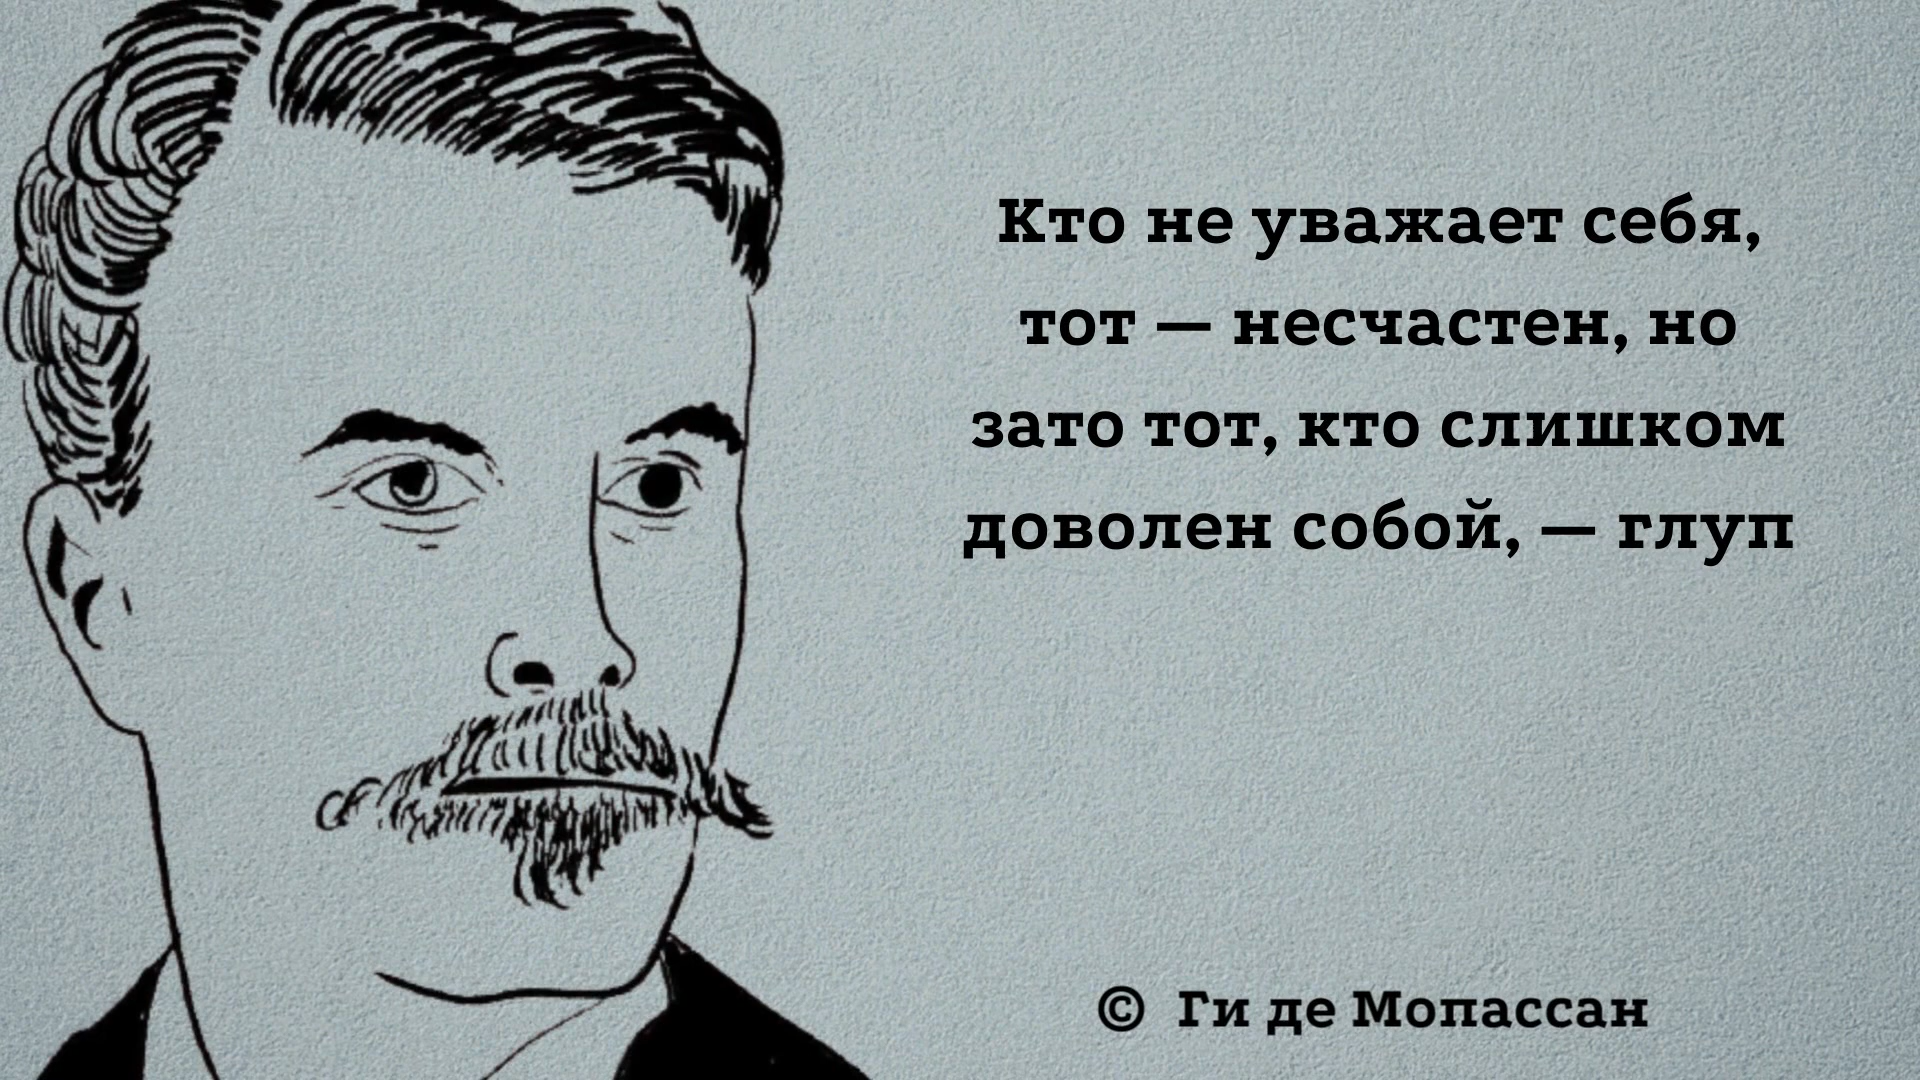 Кто не уважает себя,
тот — несчастен, но
зато тот, кто слишком
доволен собой, — глуп
© Ги де Мопассан